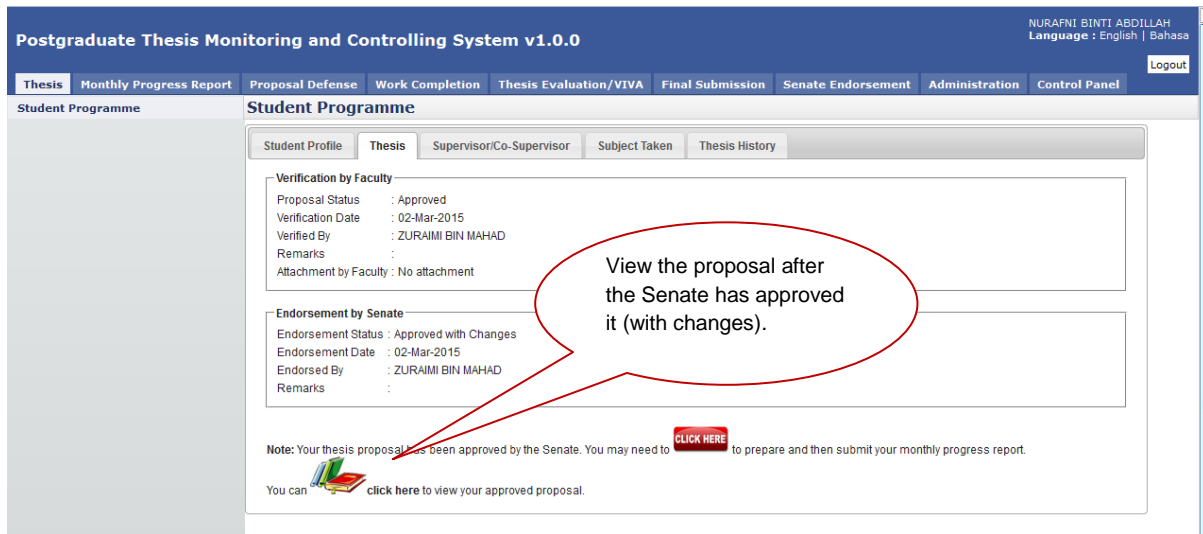 NURAFNI BINTI ABDILLAH
Postgraduate Thesis Monitoring and Controlling System v1.0.0
Language : English | Bahasa
Logout
Thesis Monthly Progress Report Proposal Defense Work Completion Thesis Evaluation/VIVA Final Submission Senate Endorsement Administration Control Panel
Student Programme
Student Programme
Student Profile Thesis Supervisor/Co-Supervisor Subject Taken Thesis History
Verification by Faculty
Proposal Status : Approved
Verification Date : 02-Mar-2015
Verified By : ZURAIMI BIN MAHAD
Remarks :
Attachment by Faculty : No attachment
View the proposal after
the Senate has approved
it (with changes).
Endorsement by Senate
Endorsement Status : Approved with Changes
Endorsement Date : 02-Mar-2015
Endorsed By : ZURAIMI BIN MAHAD
Remarks :
Note: Your thesis proposal has been approved by the Senate. You may need to CLICK HERE to prepare and then submit your monthly progress report.
You can click here to view your approved proposal.